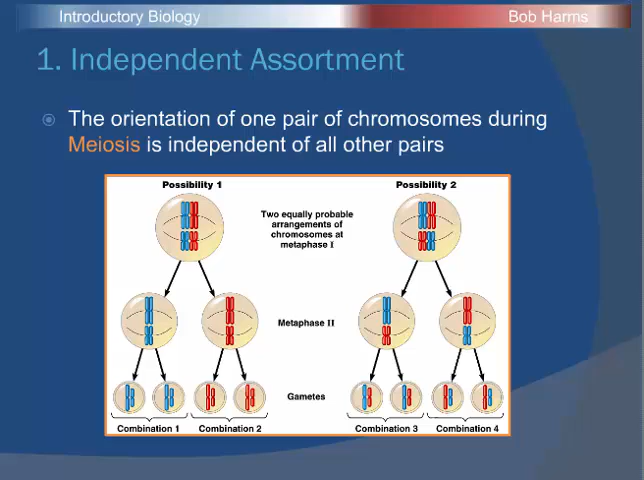 Introductory Biology
Bob Harms
1. Independent Assortment
The orientation of one pair of chromosomes during
Meiosis is independent of all other pairs
Possibility 1
Possibility 2
Two equally probable
arrangements of
chromosomes at
metaphase I
Metaphase II
Gametes
Combination 1
Combination 2
Combination 3
Combination 4